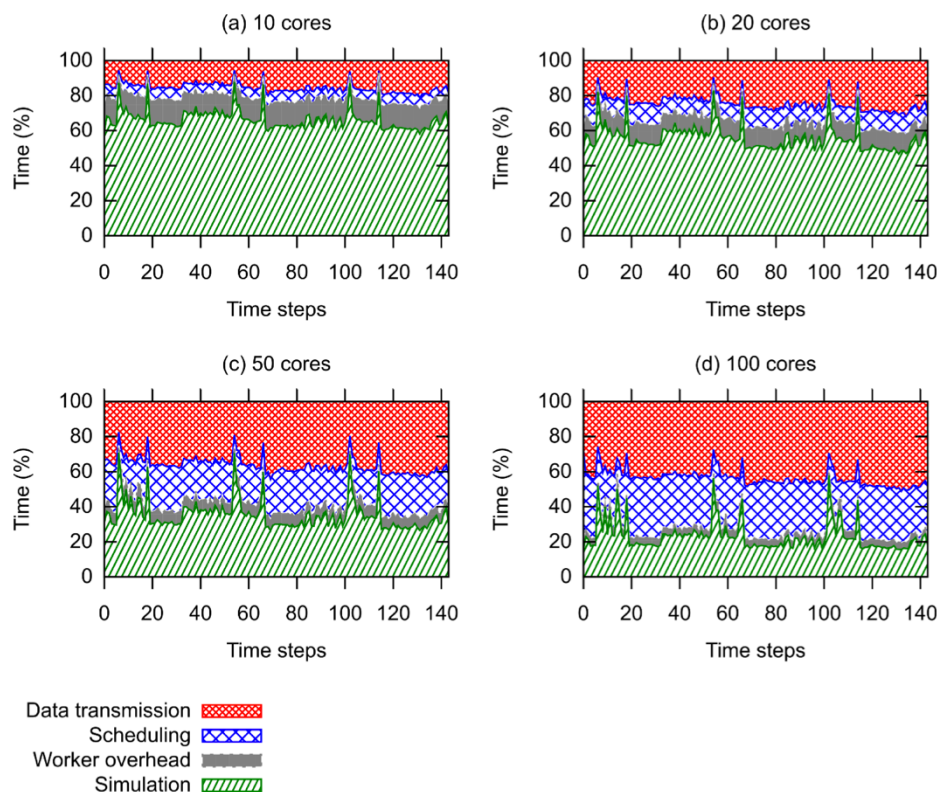 (a) 10 cores
(b) 20 cores
100
80
60
40
20
0
Time (%)
0 20 40 60 80 100 120 140
Time steps
100
80
60
40
20
0
Time (%)
0 20 40 60 80 100 120 140
Time steps
(c) 50 cores
(d) 100 cores
100
80
60
40
20
0
Time (%)
0 20 40 60 80 100 120 140
Time steps
100
80
60
40
20
0
Time (%)
0 20 40 60 80 100 120 140
Time steps
Data transmission
Scheduling
Worker overhead
Simulation